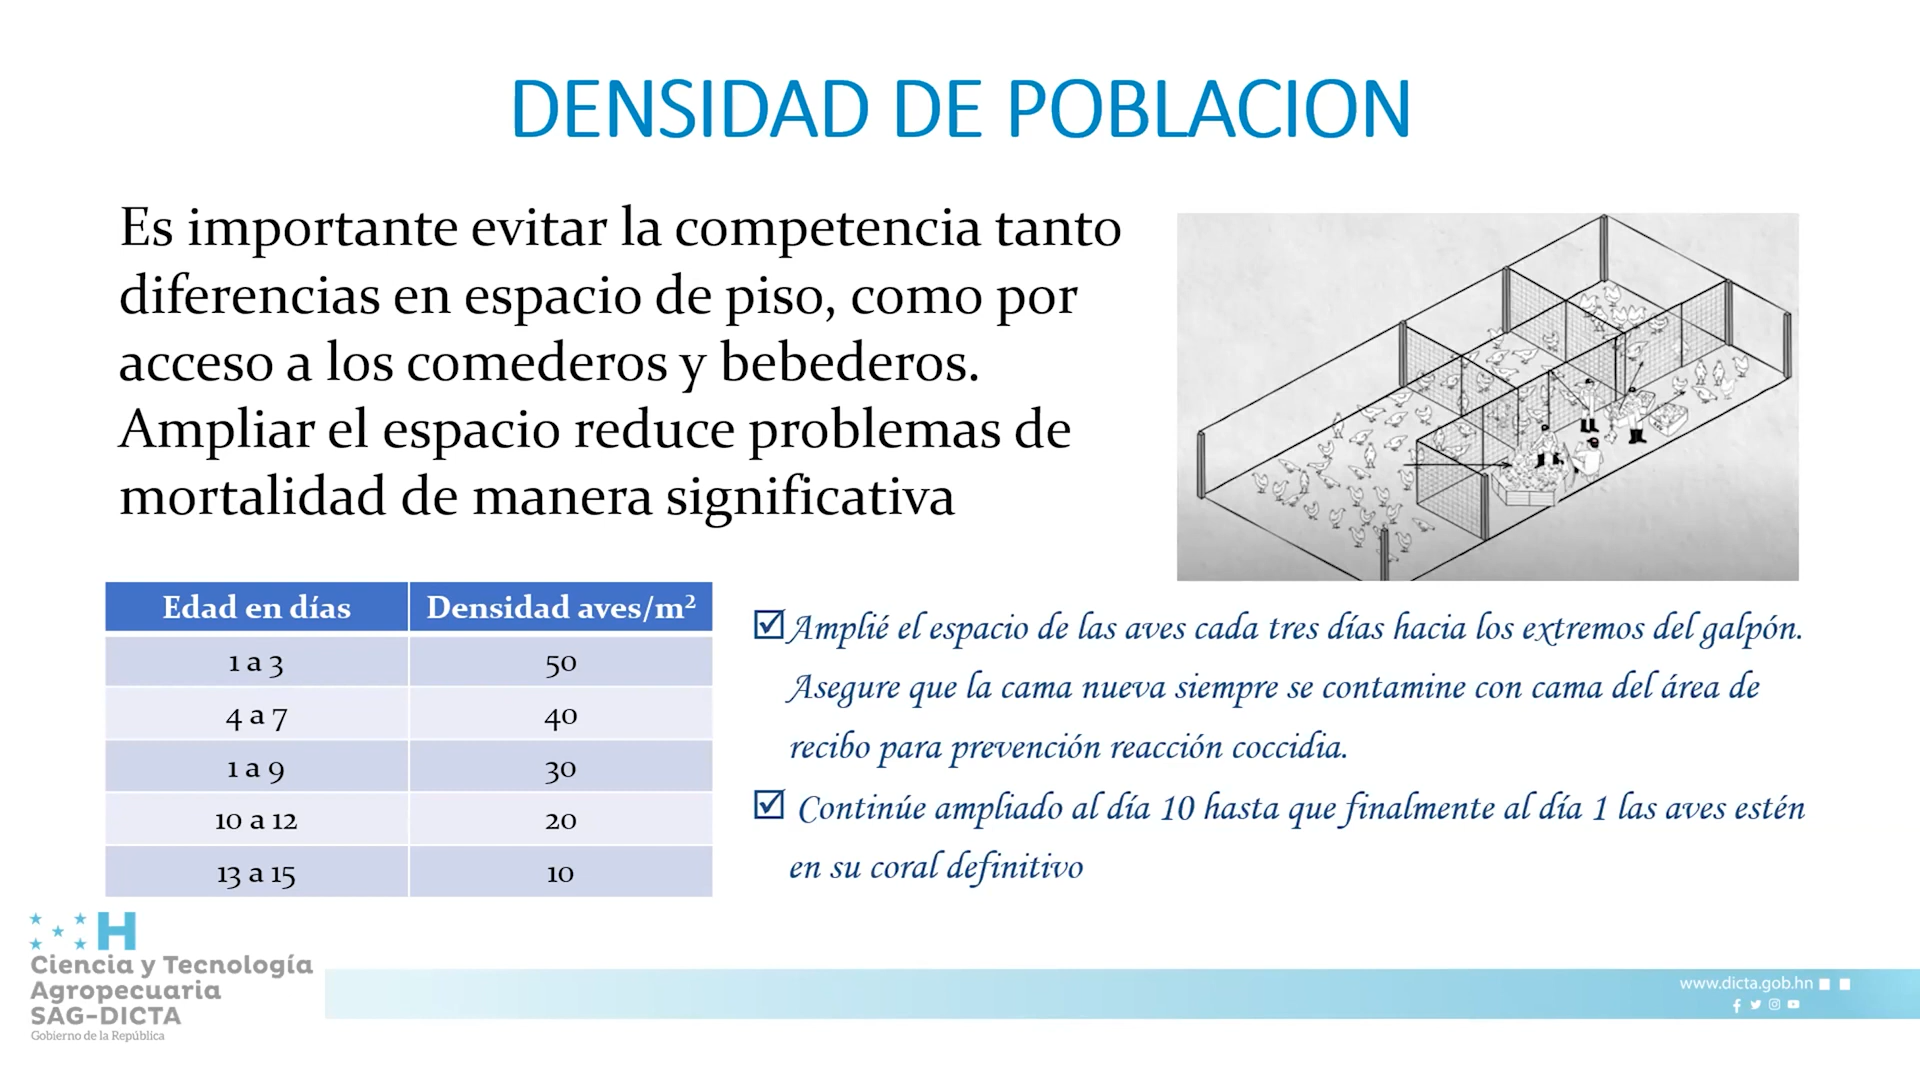 DENSIDAD DE POBLACION
Es importante evitar la competencia tanto
diferencias en espacio de piso, como por
acceso a los comederos y bebederos.
Ampliar el espacio reduce problemas de
mortalidad de manera significativa
Edad en días Densidad aves/m²
1 a 3 50
4 a 7 40
1 a 9 30
10 a 12 20
13 a 15 10
Amplié el espacio de las aves cada tres días hacia los extremos del galpón.
Asegure que la cama nueva siempre se contamine con cama del área de
recibo para prevención reacción coccidia.
Continúe ampliado al día 10 hasta que finalmente al día 1 las aves estén
en su coral definitivo
H
Ciencia y Tecnología
Agropecuaria
SAG-DICTA
Gobierno de la República
www.dicta.gob.hn